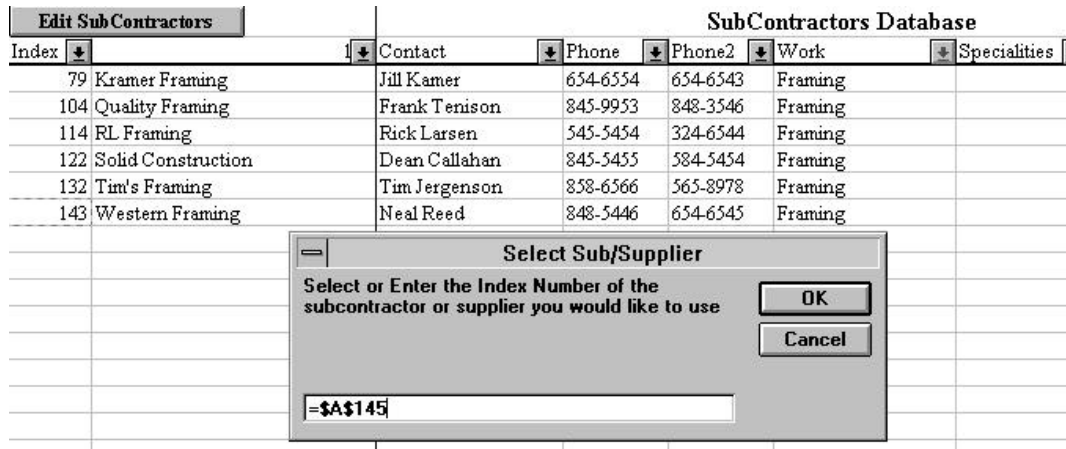 Edit SubContractors SubContractors Database
Index 1 Contact Phone Phone2 Work Specialities
79 Kramer Framing Jill Kamer 654-6554 654-6543 Framing
104 Quality Framing Frank Tenison 845-9953 848-3546 Framing
114 RL Framing Rick Larsen 545-5454 324-6544 Framing
122 Solid Construction Dean Callahan 845-5455 584-5454 Framing
132 Tim's Framing Tim Jergenson 858-6566 565-8978 Framing
143 Western Framing Neal Reed 848-5446 654-6545 Framing
Select Sub/Supplier
Select or Enter the Index Number of the
subcontractor or supplier you would like to use
OK
Cancel
=$A$145